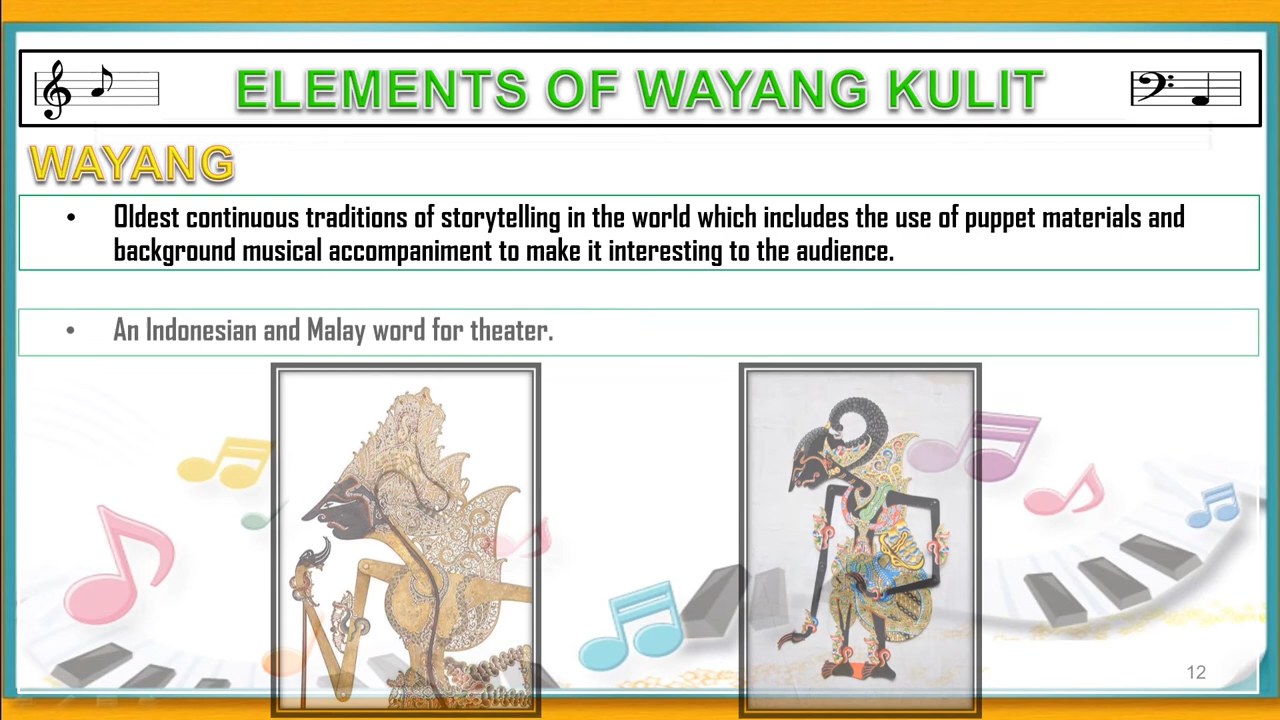 ELEMENTS OF WAYANG KULIT
WAYANG
• Oldest continuous traditions of storytelling in the world which includes the use of puppet materials and
background musical accompaniment to make it interesting to the audience.
• An Indonesian and Malay word for theater.
12